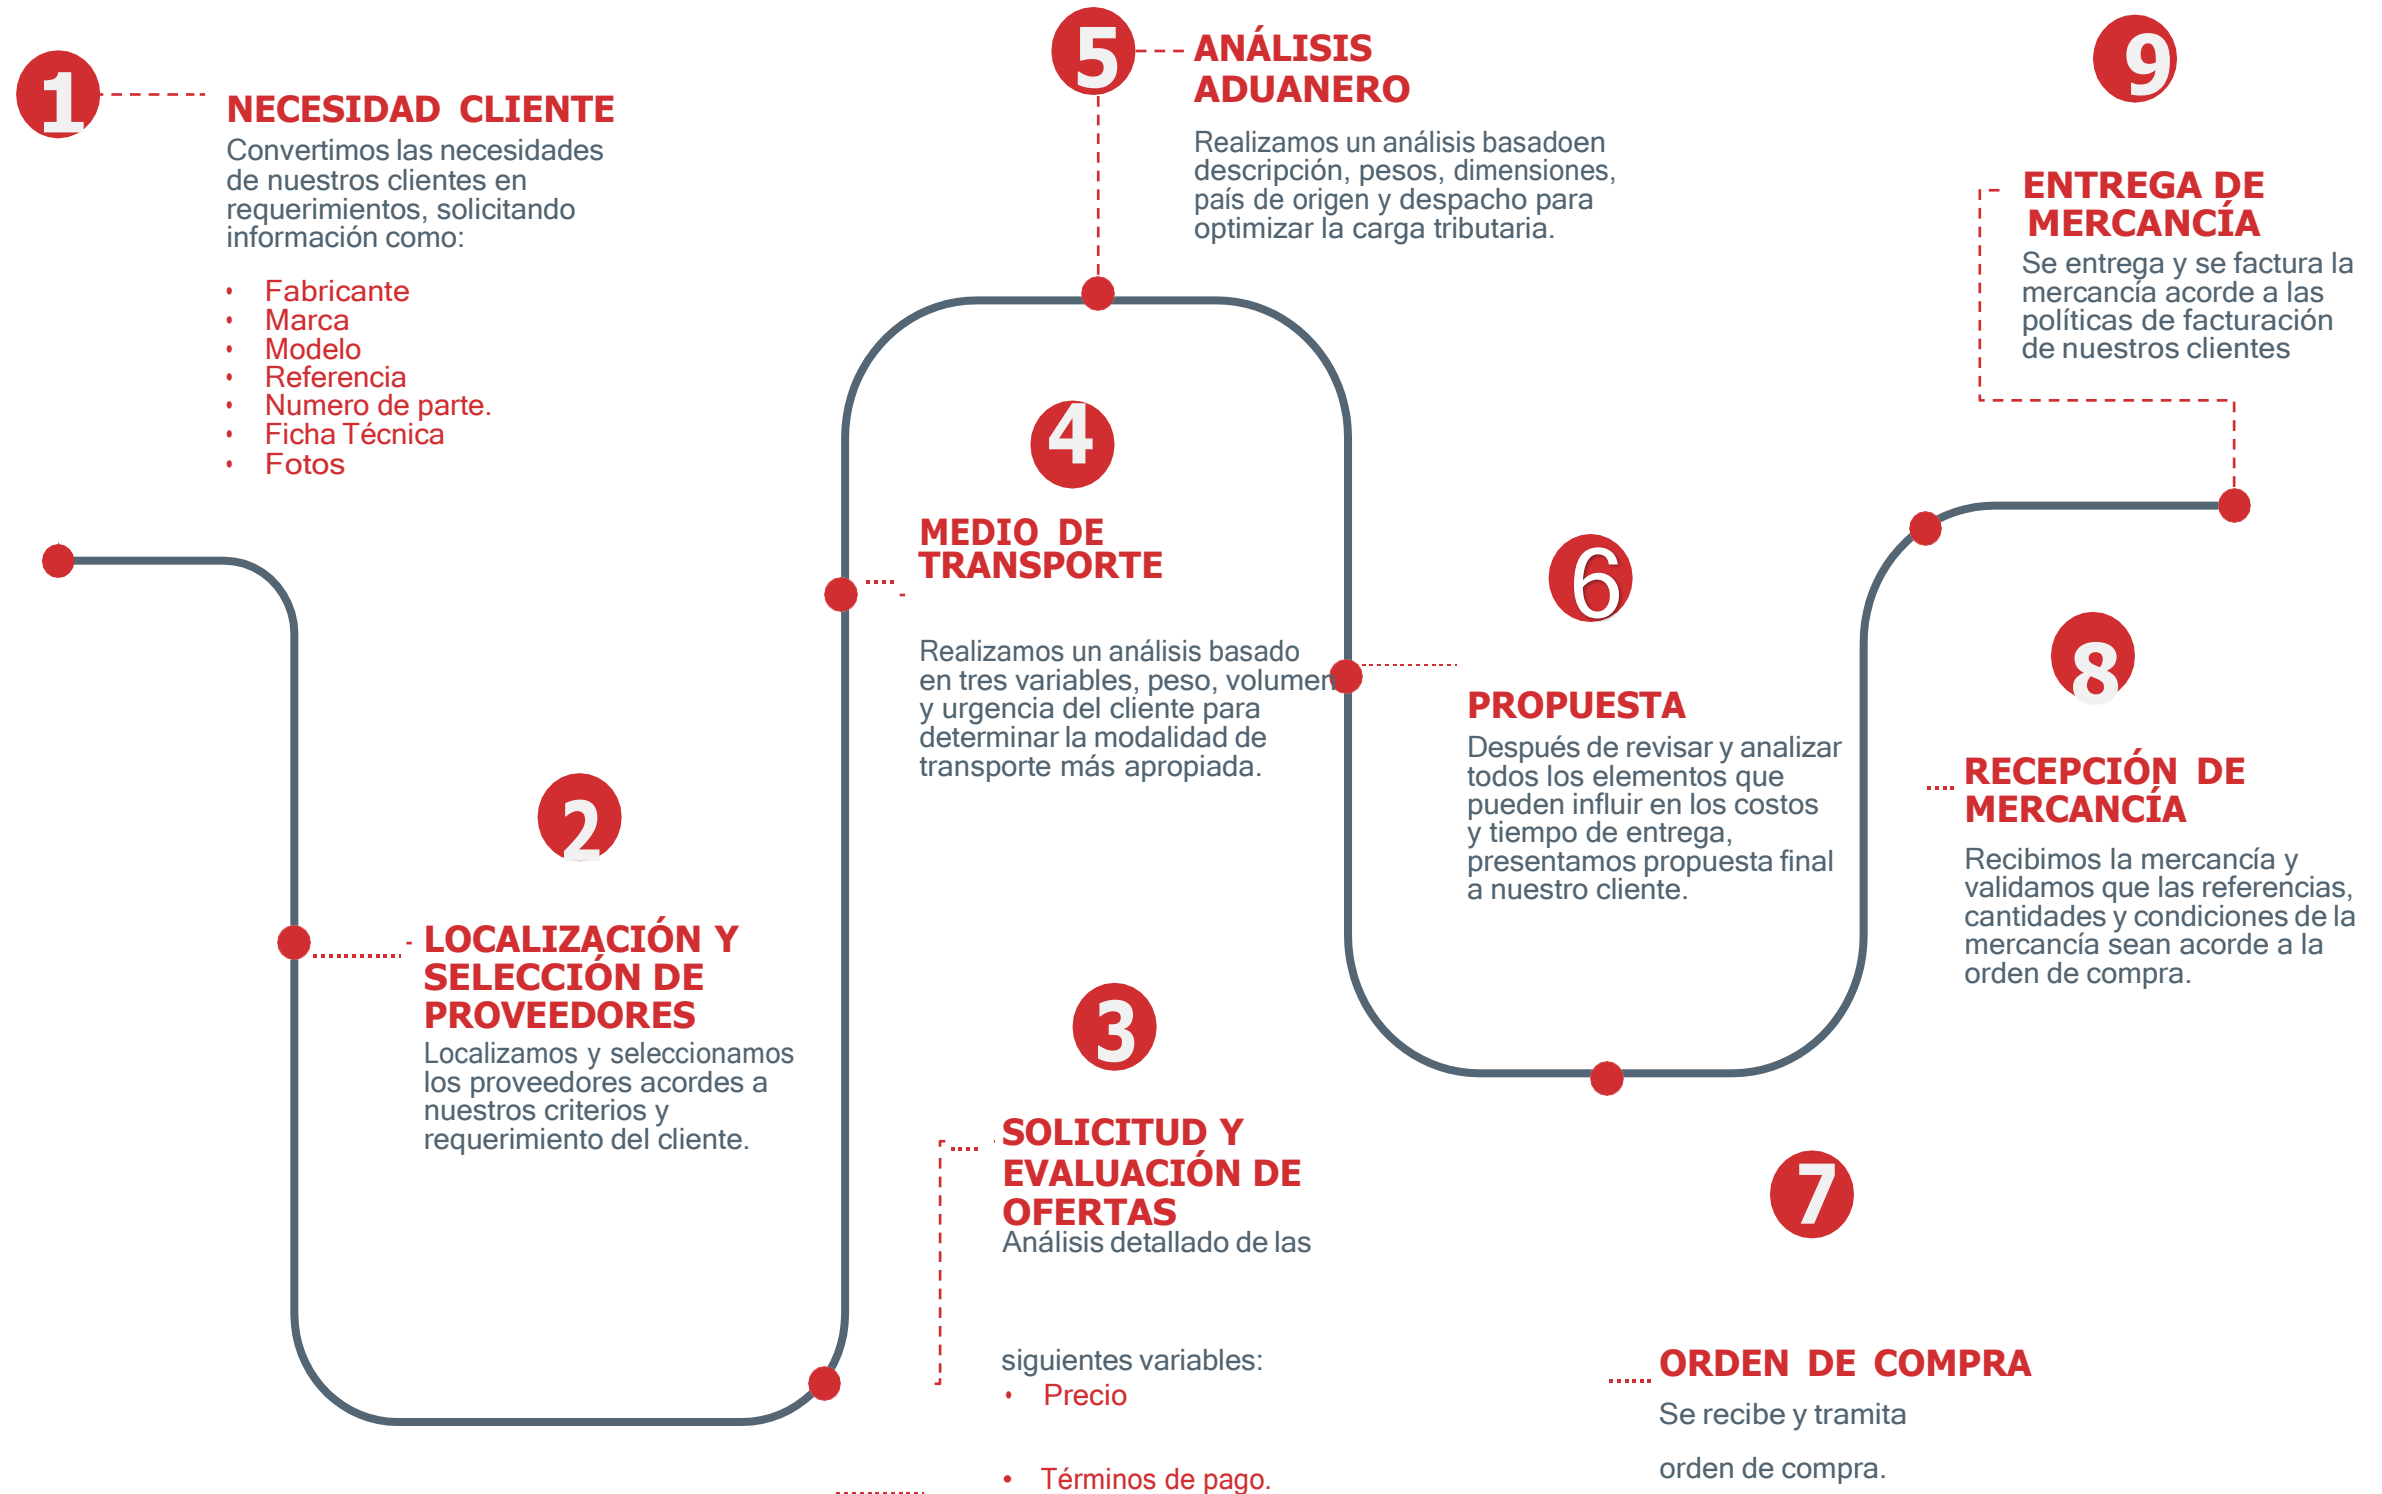 1
NECESIDAD CLIENTE
Convertimos las necesidades
de nuestros clientes en
requerimientos, solicitando
información como:
• Fabricante
• Marca
• Modelo
• Referencia
• Numero de parte.
• Ficha Técnica
• Fotos
2
LOCALIZACIÓN Y
SELECCIÓN DE
PROVEEDORES
Localizamos y seleccionamos
los proveedores acordes a
nuestros criterios y
requerimiento del cliente.
3
SOLICITUD Y
EVALUACIÓN DE
OFERTAS
Análisis detallado de las
siguientes variables:
• Precio
• Términos de pago.
4
MEDIO DE
TRANSPORTE
Realizamos un análisis basado
en tres variables, peso, volumen
y urgencia del cliente para
determinar la modalidad de
transporte más apropiada.
5
ANÁLISIS
ADUANERO
Realizamos un análisis basadoen
descripción, pesos, dimensiones,
país de origen y despacho para
optimizar la carga tributaria.
6
PROPUESTA
Después de revisar y analizar
todos los elementos que
pueden influir en los costos
y tiempo de entrega,
presentamos propuesta final
a nuestro cliente.
7
ORDEN DE COMPRA
Se recibe y tramita
orden de compra.
8
RECEPCIÓN DE
MERCANCÍA
Recibimos la mercancía y
validamos que las referencias,
cantidades y condiciones de la
mercancía sean acorde a la
orden de compra.
9
ENTREGA DE
MERCANCÍA
Se entrega y se factura la
mercancía acorde a las
políticas de facturación
de nuestros clientes